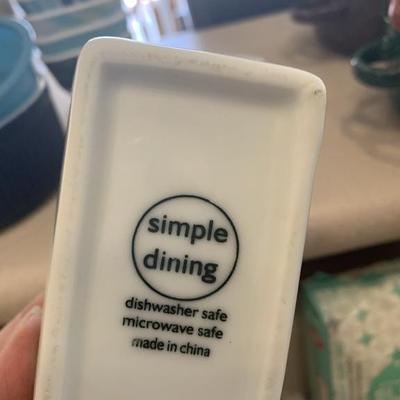 simple
dining
dishwasher safe
microwave safe
made in china